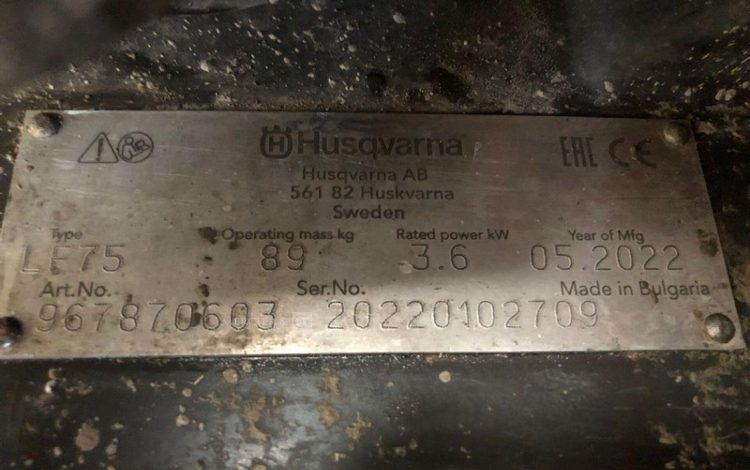 Husqvarna EAC CE
Husqvarna AB
561 82 Huskvarna
Sweden
Type Operating mass kg Rated power kW Year of Mfg
LF75 89 3.6 05.2022
Art.No. Ser.No. Made in Bulgaria
967870603 20220102709